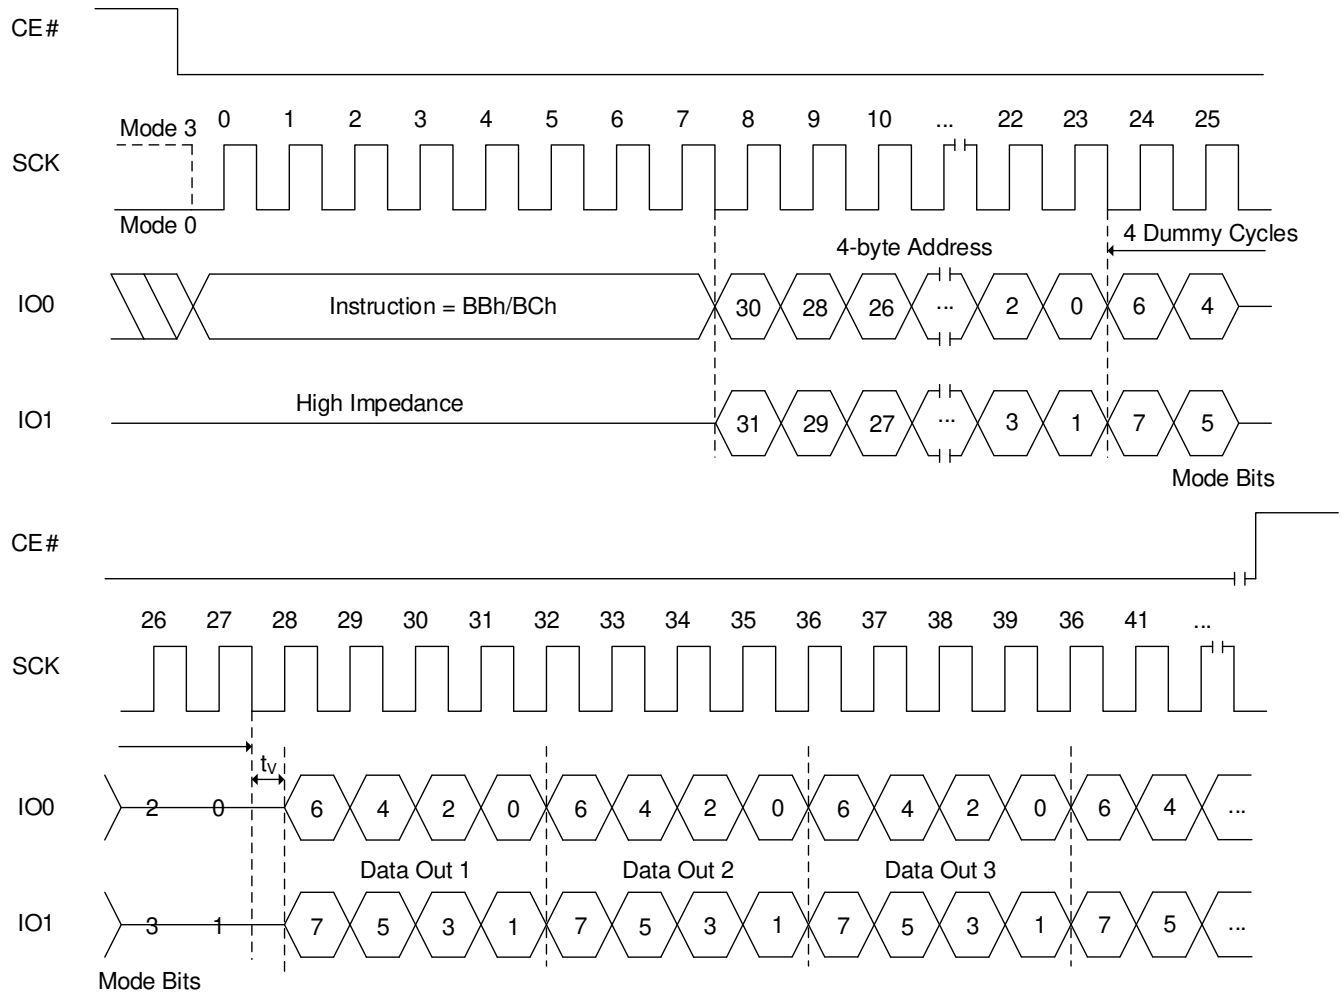 CE#
Mode 3 0 1 2 3 4 5 6 7 8 9 10 ... 22 23 24 25
SCK
Mode 0
4-byte Address 4 Dummy Cycles
IO0 Instruction = BBh/BCh 30 28 26 ... 2 0 6 4
High Impedance
IO1 31 29 27 ... 3 1 7 5
Mode Bits
CE#
26 27 28 29 30 31 32 33 34 35 36 37 38 39 36 41 ...
SCK
tV
IO0 2 0 6 4 2 0 6 4 2 0 6 4 2 0 6 4 ...
Data Out 1 Data Out 2 Data Out 3
IO1 3 1 7 5 3 1 7 5 3 1 7 5 3 1 7 5 ...
Mode Bits